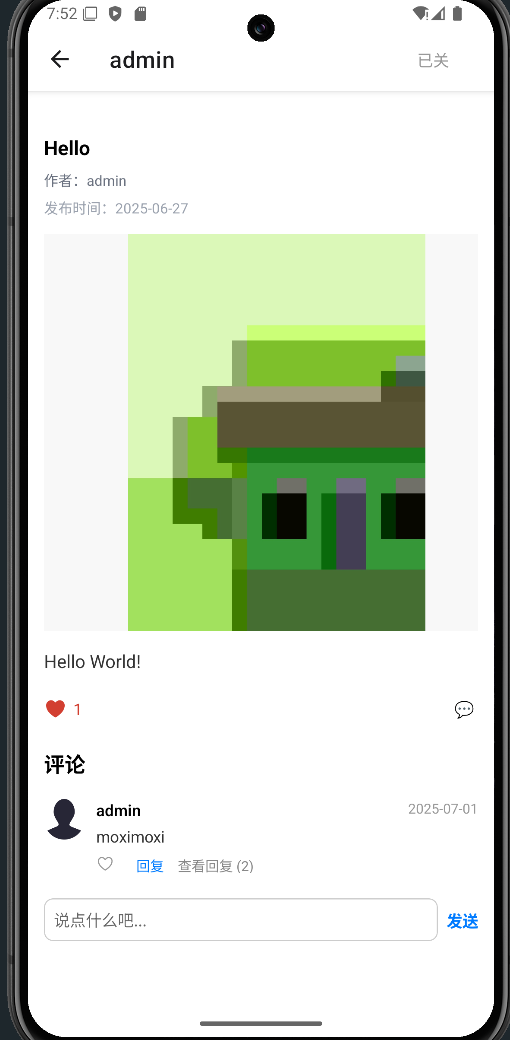 7:52
admin
已关
Hello
作者：admin
发布时间：2025-06-27
Hello World!
1
评论
admin
2025-07-01
moximoxi
回复 查看回复 (2)
说点什么吧...
发送